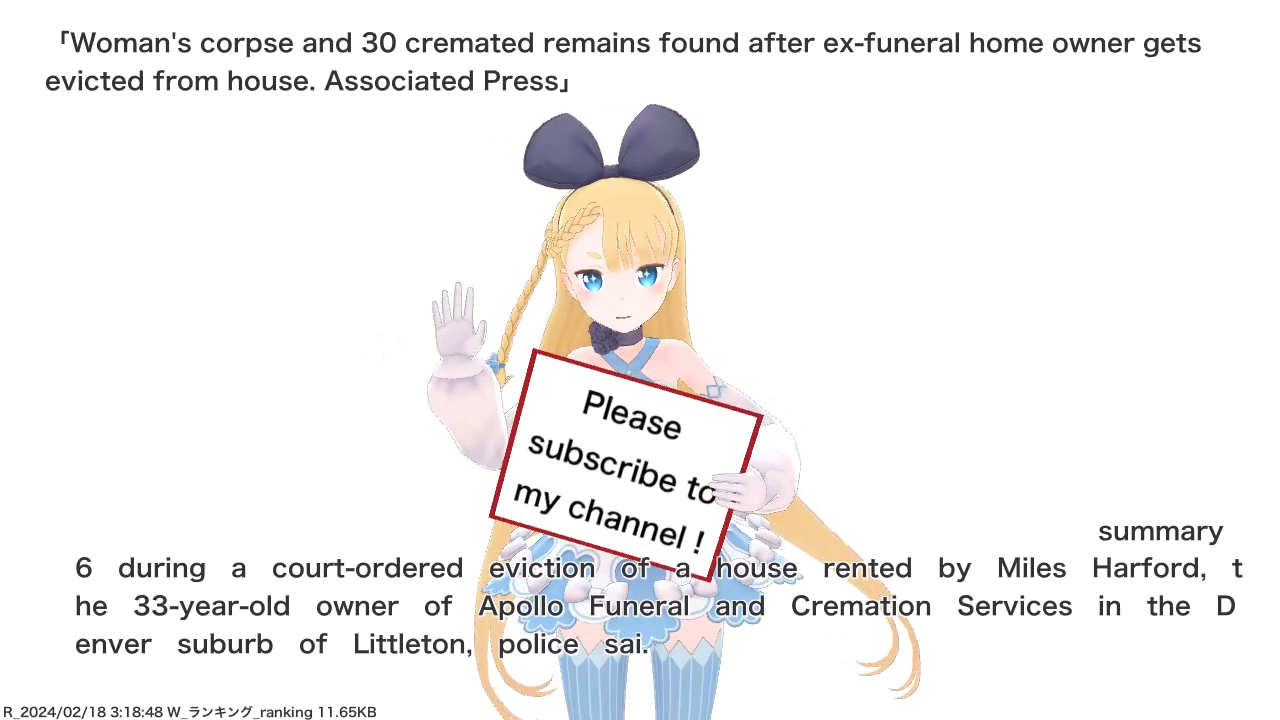 「Woman's corpse and 30 cremated remains found after ex-funeral home owner gets
evicted from house. Associated Press」
Please
subscribe to
my channel !
summary
6 during a court-ordered eviction of a house rented by Miles Harford, t
he 33-year-old owner of Apollo Funeral and Cremation Services in the D
enver suburb of Littleton, police sai.
R_2024/02/18 3:18:48 W_ランキング_ranking 11.65KB